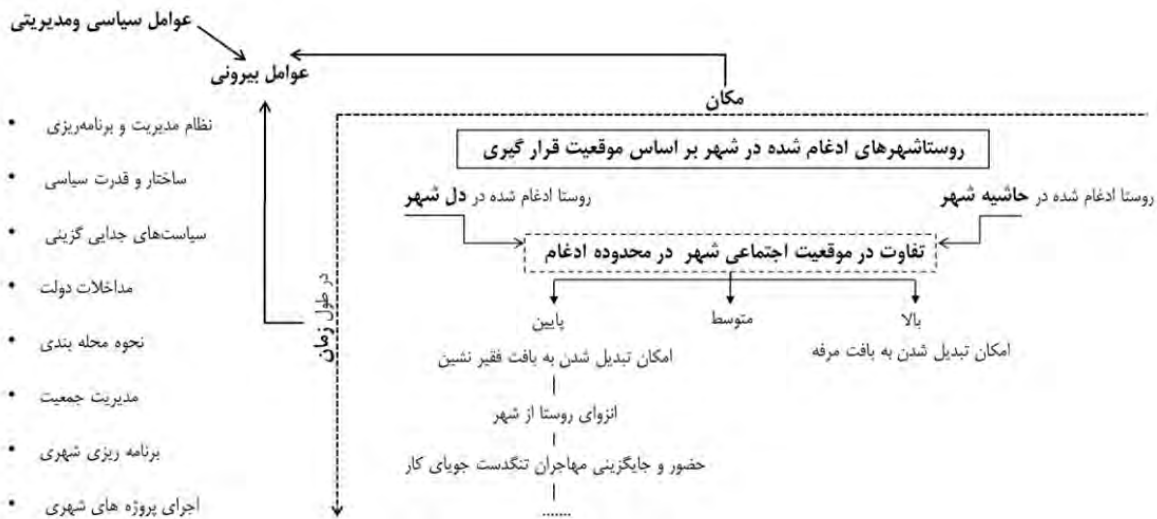 عوامل سیاسی ومدیریتی
عوامل بیرونی
مکان
روستاشهرهای ادغام شده در شهر بر اساس موقعیت قرار گیری
روستا ادغام شده در حاشیه شهر
روستا ادغام شده در دل شهر
تفاوت در موقعیت اجتماعی شهر در محدوده ادغام
بالا
متوسط
پایین
امکان تبدیل شدن به بافت مرفه
امکان تبدیل شدن به بافت فقیر نشین
انزوای روستا از شهر
حضور و جایگزینی مهاجران تنگدست جویای کار
.......
در طول زمان
• نظام مدیریت و برنامه‌ریزی
• ساختار و قدرت سیاسی
• سیاست‌های جدایی گزینی
• مداخلات دولت
• نحوه محله بندی
• مدیریت جمعیت
• برنامه ریزی شهری
• اجرای پروژه های شهری